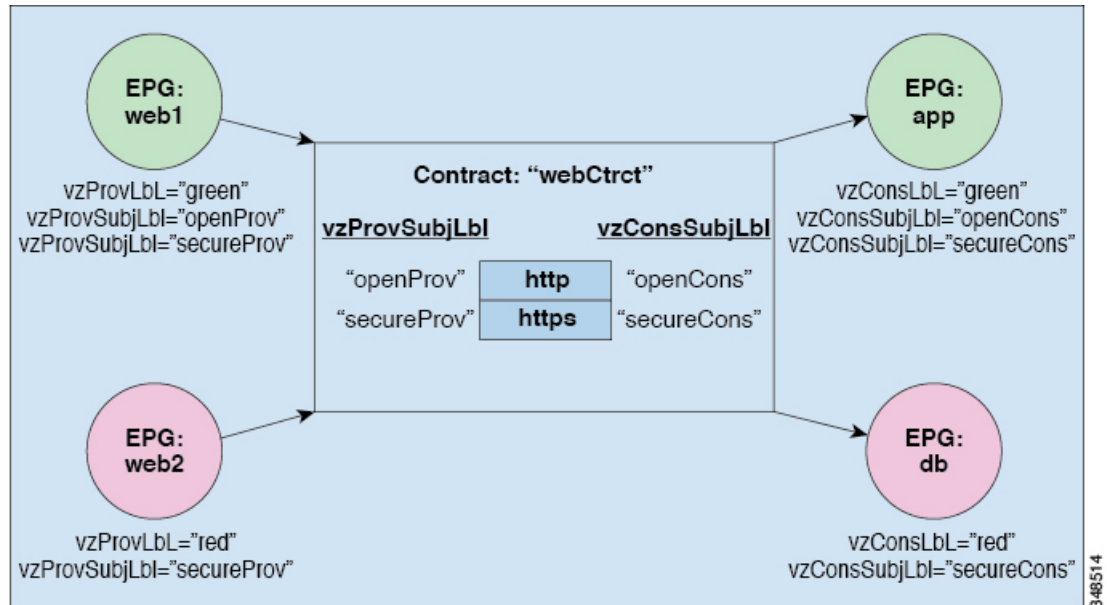 EPG:
web1
vzProvLbL="green"
vzProvSubjLbl="openProv"
vzProvSubjLbl="secureProv"
EPG:
app
vzConsLbL="green"
vzConsSubjLbl="openCons"
vzConsSubjLbl="secureCons"
Contract: “webCtrct”
vzProvSubjLbl vzConsSubjLbl
“openProv” http “openCons”
“secureProv” https “secureCons”
EPG:
web2
vzProvLbL="red"
vzProvSubjLbl="secureProv"
EPG:
db
vzConsLbL="red"
vzConsSubjLbl="secureCons"
348514